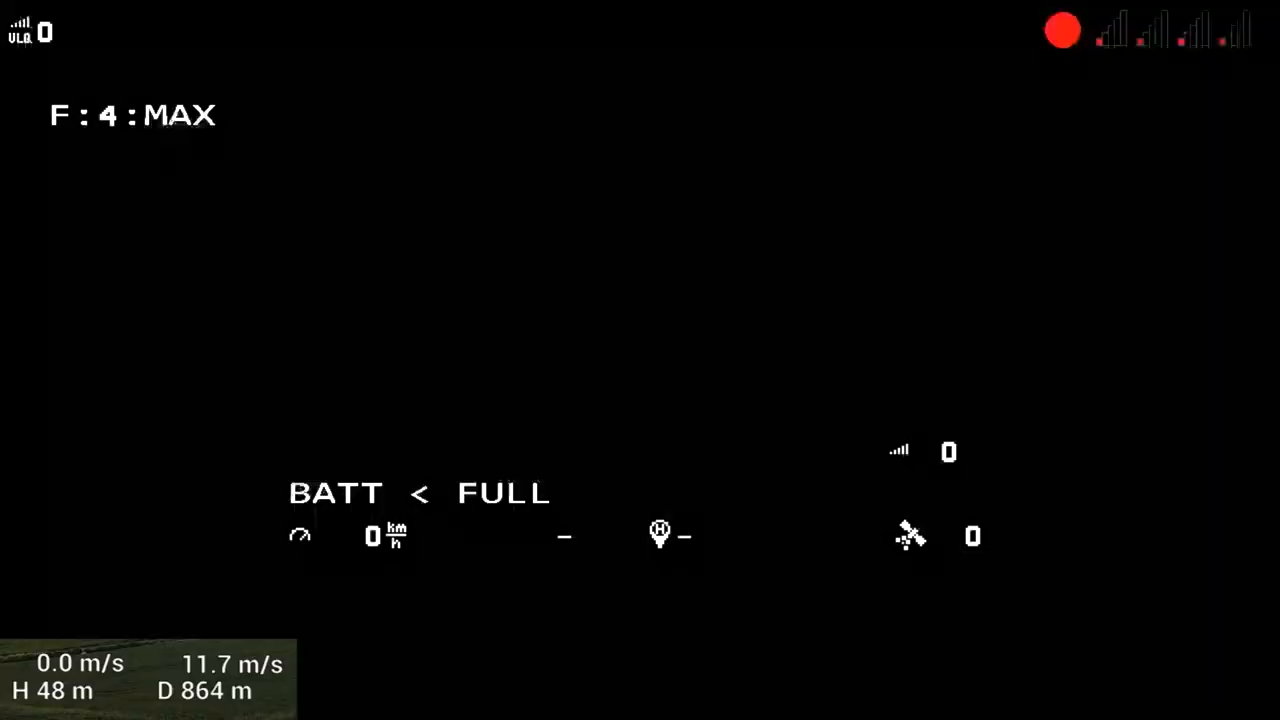 VLQ 0
F:4:MAX
0
BATT < FULL
0 km/h – H – 0
0.0 m/s 11.7 m/s
H 48 m D 864 m